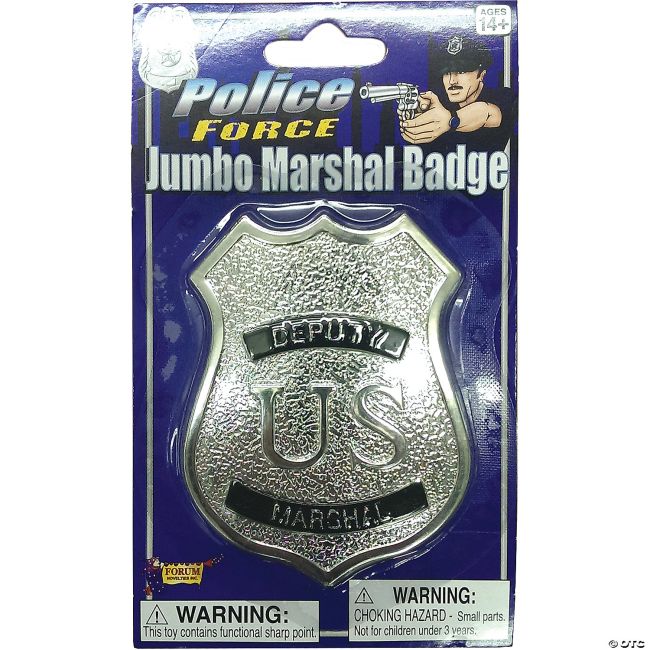 AGES
14+
Police
FORCE
Jumbo Marshal Badge
DEPUTY
US
MARSHAL
FORUM
NOVELTIES INC.
WARNING:
This toy contains functional sharp point.
WARNING:
CHOKING HAZARD - Small parts.
Not for children under 3 years.
©OTC